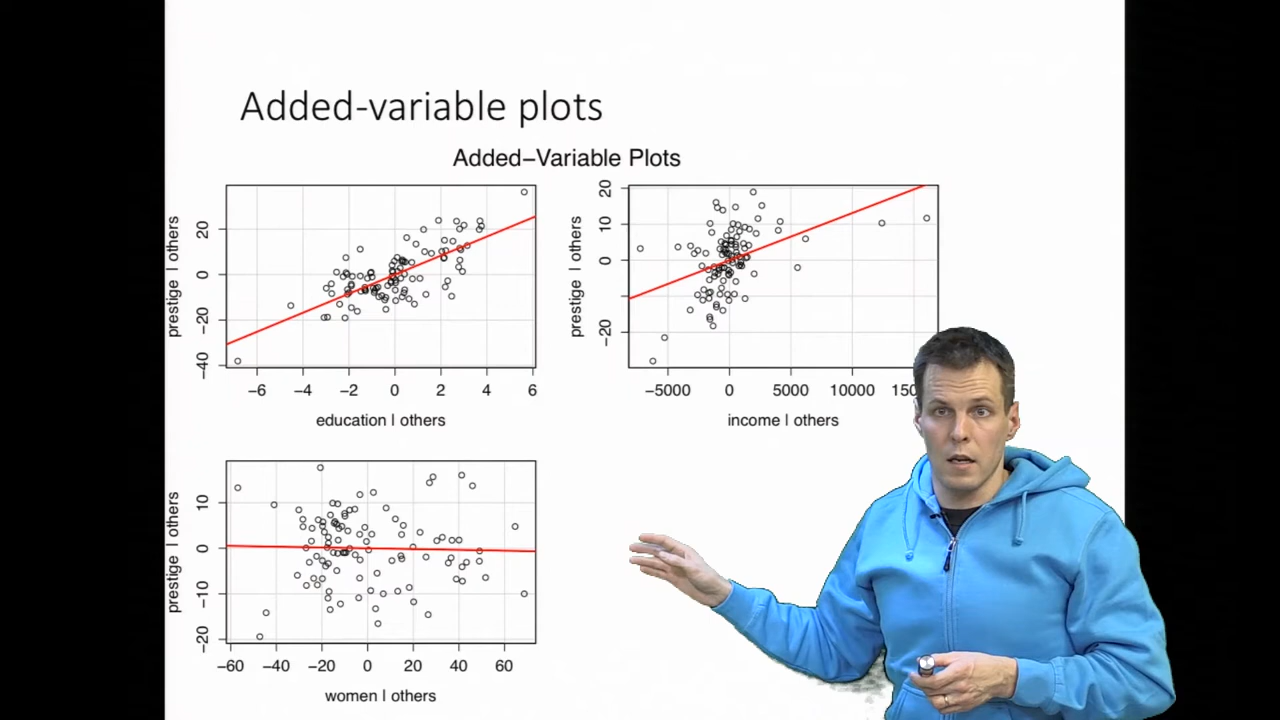 Added-variable plots
Added−Variable Plots
prestige | others
20
0
−20
−40
−6 −4 −2 0 2 4 6
education | others
prestige | others
20
10
0
−20
−5000 0 5000 10000
income | others
prestige | others
10
0
−10
−20
−60 −40 −20 0 20 40 60
women | others